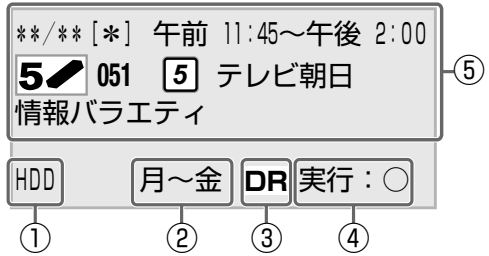 **/**[*] 午前 11:45～午後 2:00
5 051 5 テレビ朝日
⑤
情報バラエティ
HDD 月～金 DR 実行：○
① ② ③ ④